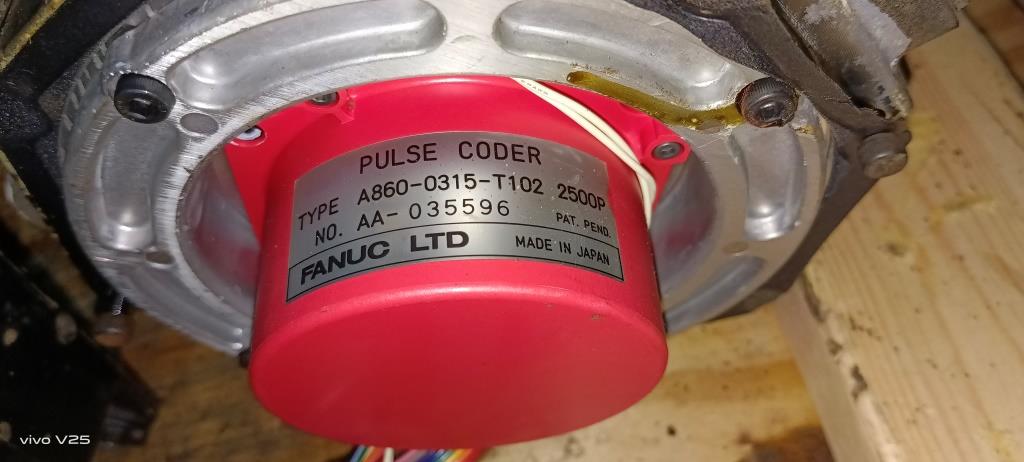 PULSE CODER
TYPE A860-0315-T102 2500P
NO. AA-035596 PAT. PEND.
FANUC LTD MADE IN JAPAN
vivo V25